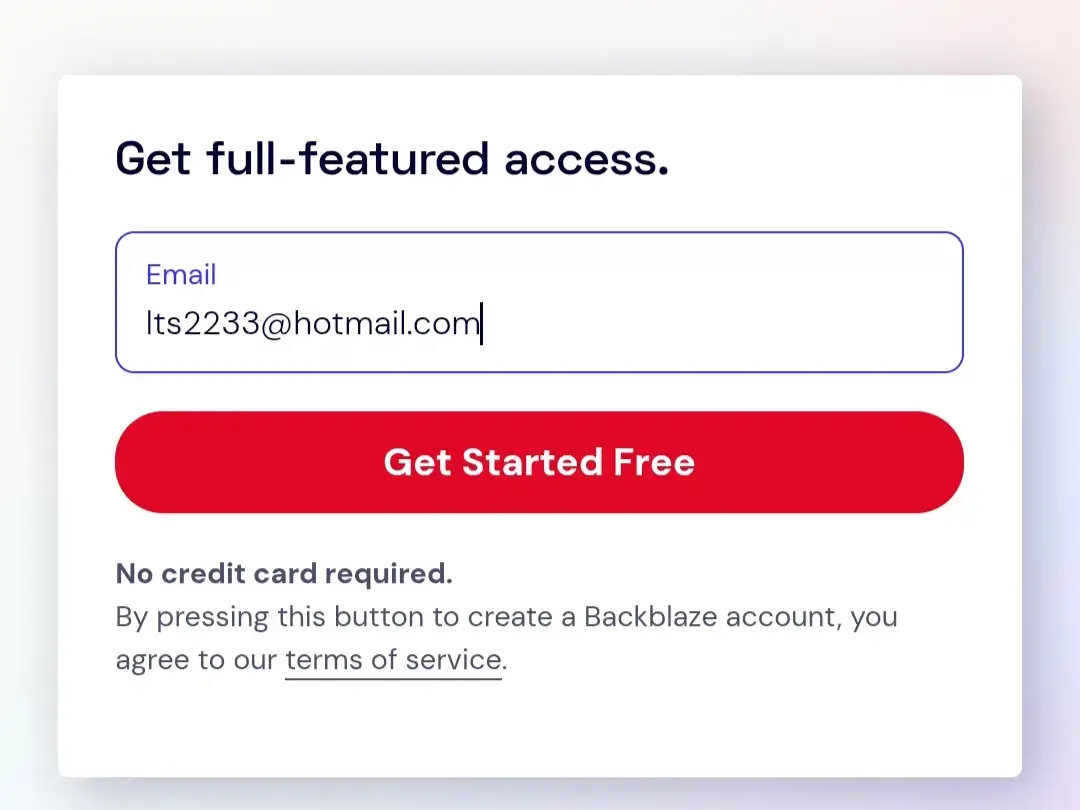 Get full-featured access.
Email
lts2233@hotmail.com
Get Started Free
No credit card required.
By pressing this button to create a Backblaze account, you
agree to our terms of service.